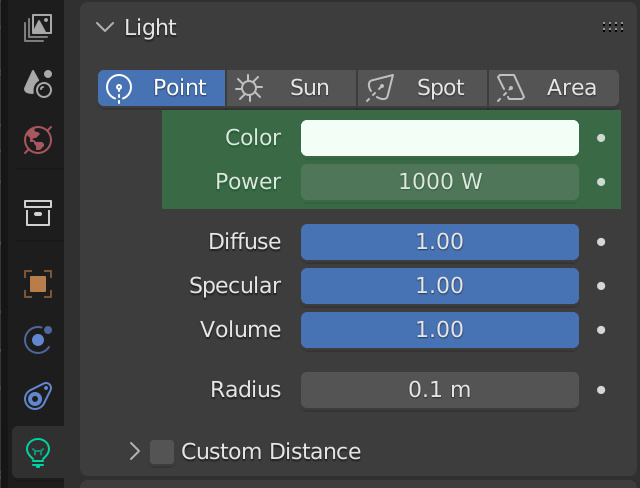 Light
Point Sun Spot Area
Color
Power 1000 W
Diffuse 1.00
Specular 1.00
Volume 1.00
Radius 0.1 m
Custom Distance